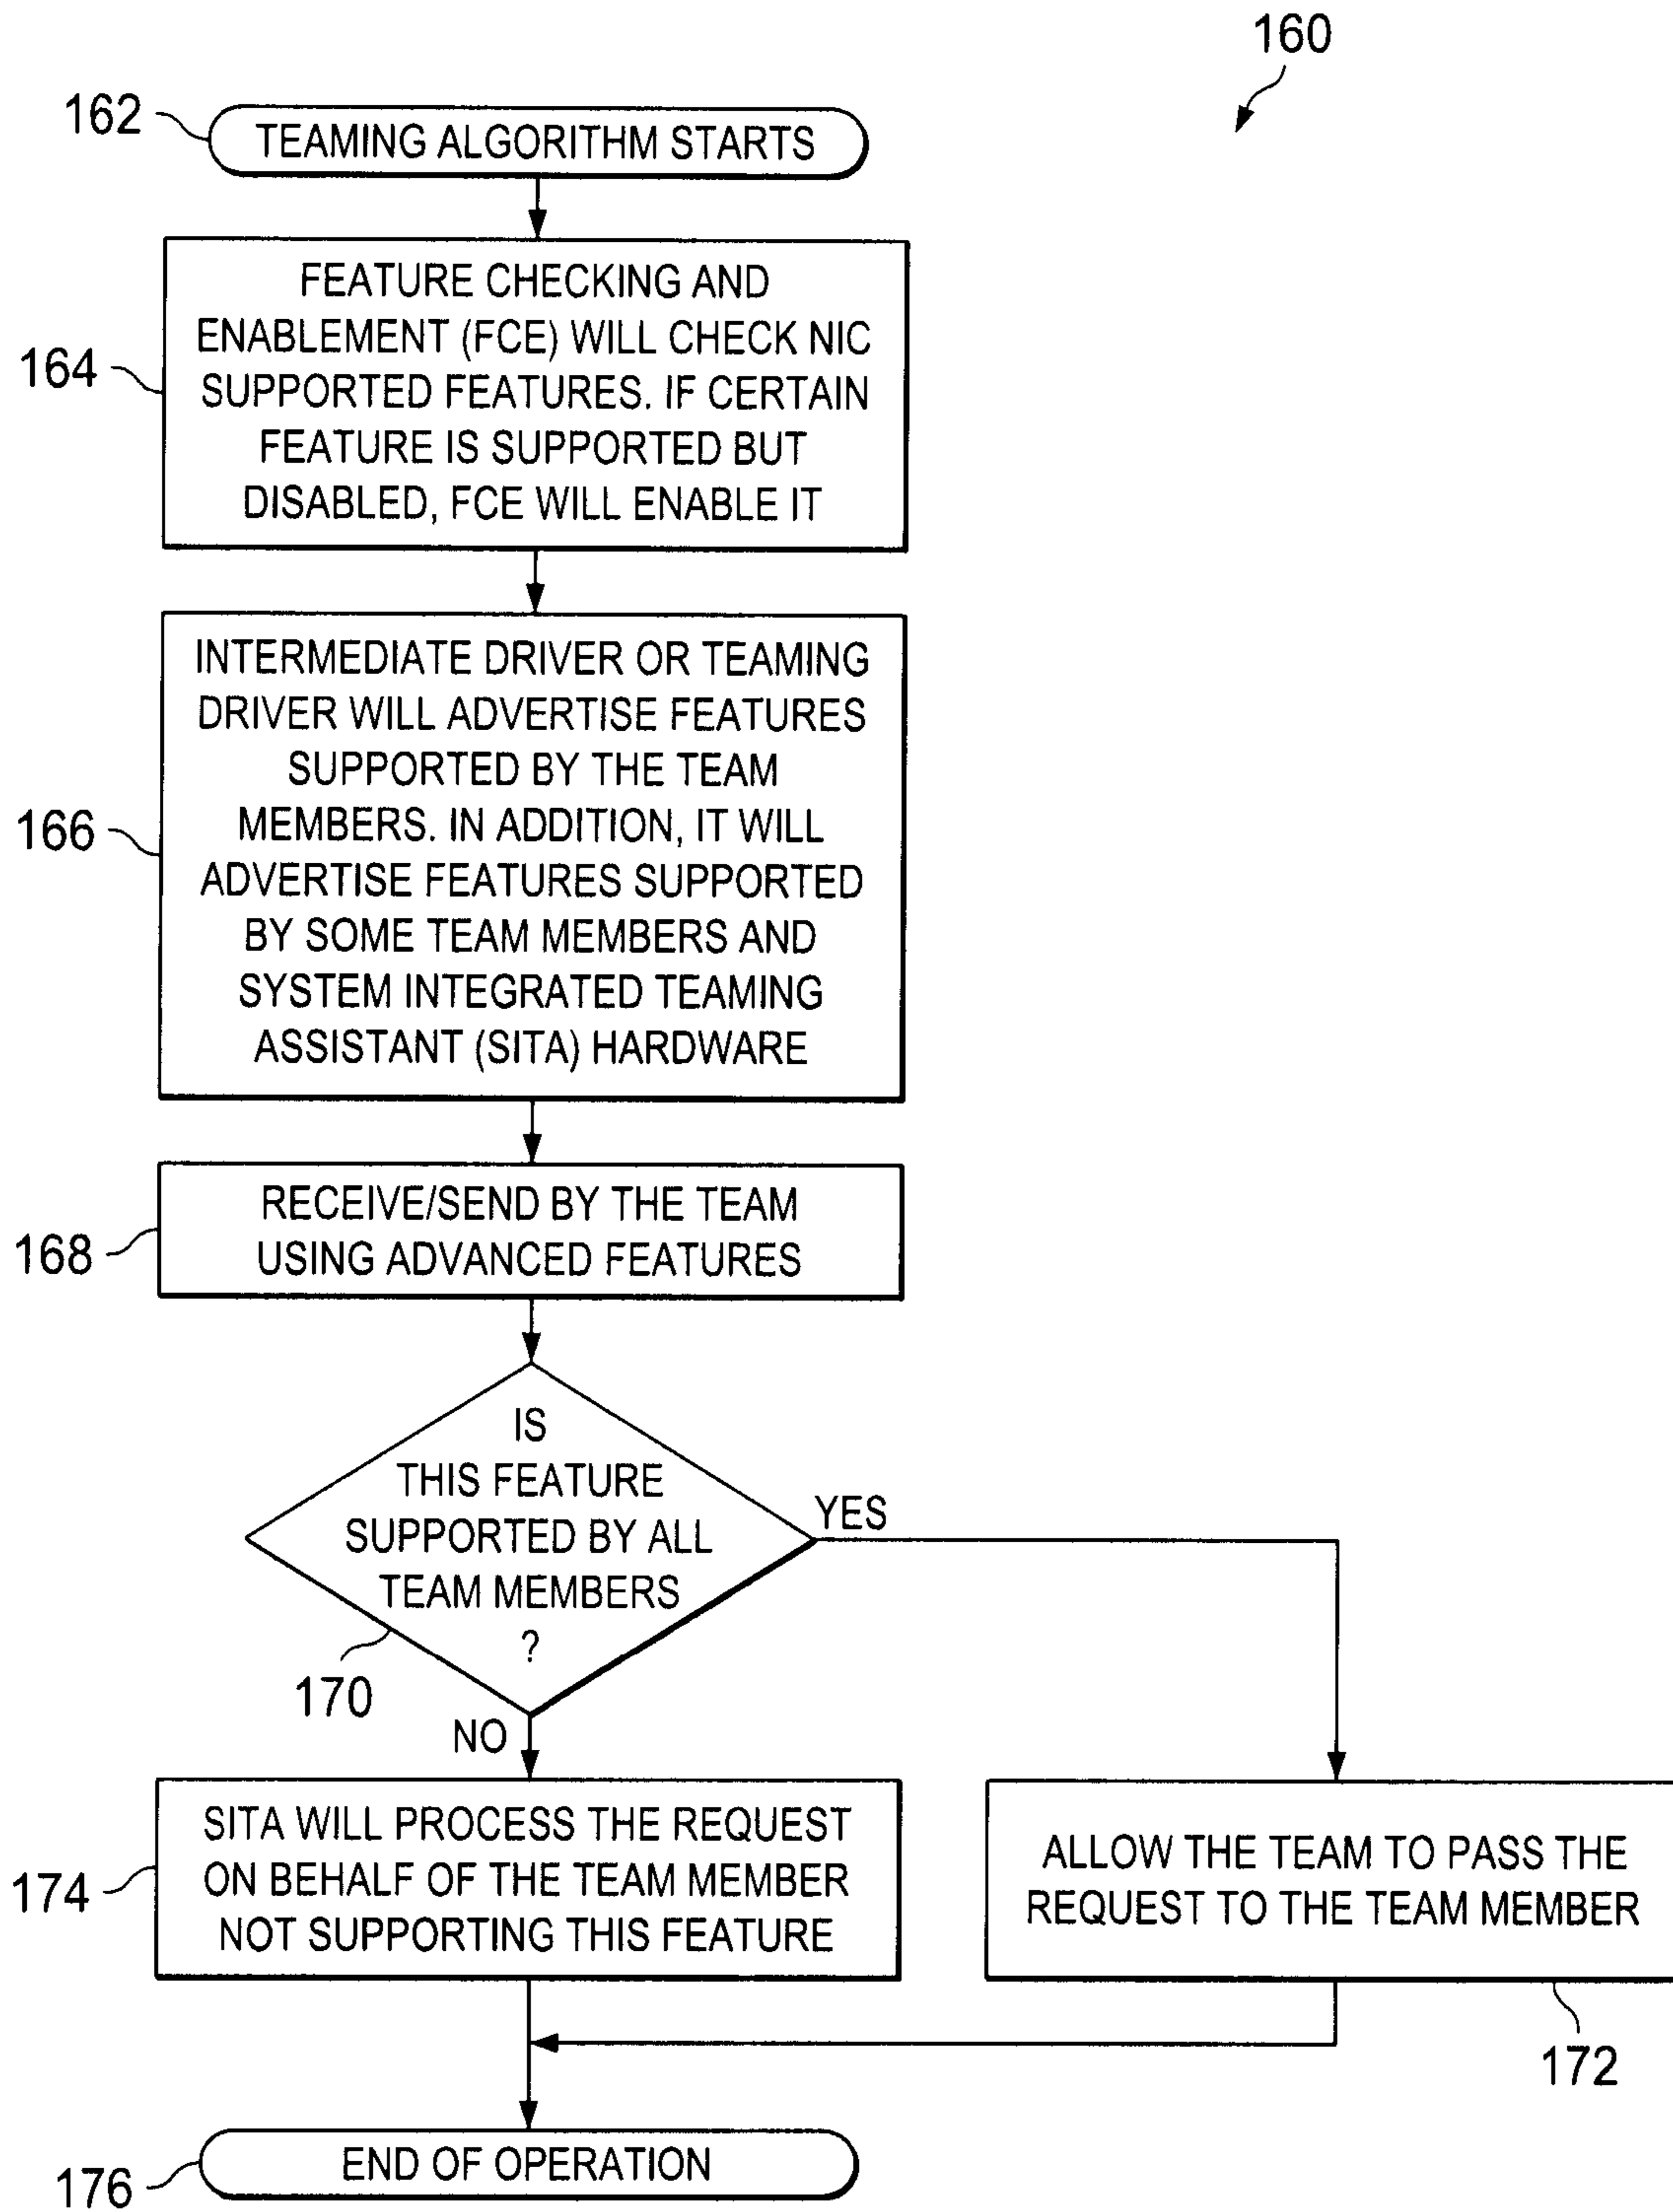 160
162
TEAMING ALGORITHM STARTS
164
FEATURE CHECKING AND
ENABLEMENT (FCE) WILL CHECK NIC
SUPPORTED FEATURES. IF CERTAIN
FEATURE IS SUPPORTED BUT
DISABLED, FCE WILL ENABLE IT
166
INTERMEDIATE DRIVER OR TEAMING
DRIVER WILL ADVERTISE FEATURES
SUPPORTED BY THE TEAM
MEMBERS. IN ADDITION, IT WILL
ADVERTISE FEATURES SUPPORTED
BY SOME TEAM MEMBERS AND
SYSTEM INTEGRATED TEAMING
ASSISTANT (SITA) HARDWARE
168
RECEIVE/SEND BY THE TEAM
USING ADVANCED FEATURES
IS
THIS FEATURE
SUPPORTED BY ALL
TEAM MEMBERS
?
170
YES
NO
174
SITA WILL PROCESS THE REQUEST
ON BEHALF OF THE TEAM MEMBER
NOT SUPPORTING THIS FEATURE
ALLOW THE TEAM TO PASS THE
REQUEST TO THE TEAM MEMBER
172
176
END OF OPERATION